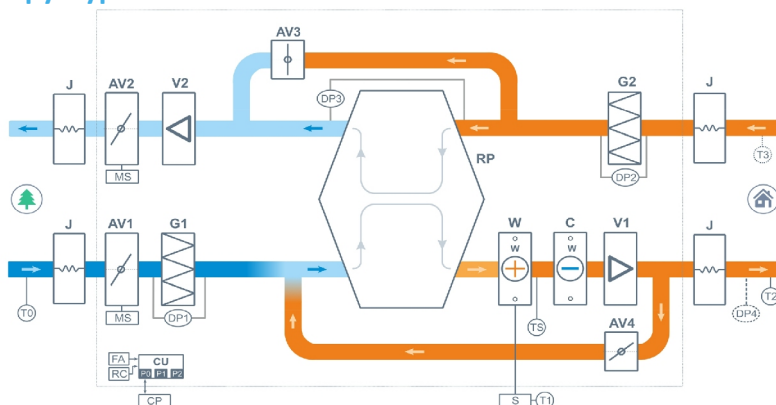 AV3
J
AV2
V2
G2
J
DP3
MS
RP
DP2
T3
J
AV1
G1
W
C
V1
J
W
W
T0
MS
DP1
TS
DP4
T2
AV4
FA
CU
RC
P0 P1 P2
CP
S
T1